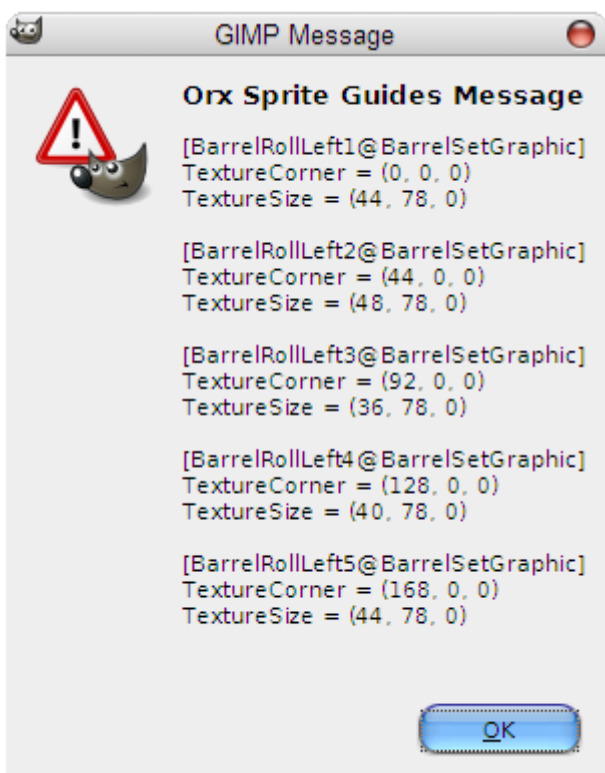 GIMP Message
Orx Sprite Guides Message
[BarrelRollLeft1@BarrelSetGraphic]
TextureCorner = (0, 0, 0)
TextureSize = (44, 78, 0)
[BarrelRollLeft2@BarrelSetGraphic]
TextureCorner = (44, 0, 0)
TextureSize = (48, 78, 0)
[BarrelRollLeft3@BarrelSetGraphic]
TextureCorner = (92, 0, 0)
TextureSize = (36, 78, 0)
[BarrelRollLeft4@BarrelSetGraphic]
TextureCorner = (128, 0, 0)
TextureSize = (40, 78, 0)
[BarrelRollLeft5@BarrelSetGraphic]
TextureCorner = (168, 0, 0)
TextureSize = (44, 78, 0)
OK